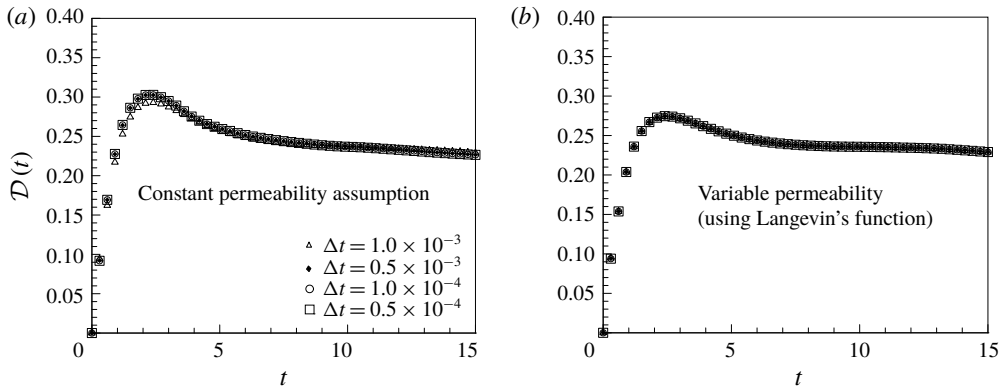 (a)
0.40
0.35
0.30
0.25
0.20
0.15
0.10
0.05
0
5
10
15
𝒟(t)
t
Constant permeability assumption
Δt = 1.0 × 10⁻³
Δt = 0.5 × 10⁻³
Δt = 1.0 × 10⁻⁴
Δt = 0.5 × 10⁻⁴
(b)
0.40
0.35
0.30
0.25
0.20
0.15
0.10
0.05
0
5
10
15
t
Variable permeability
(using Langevin’s function)